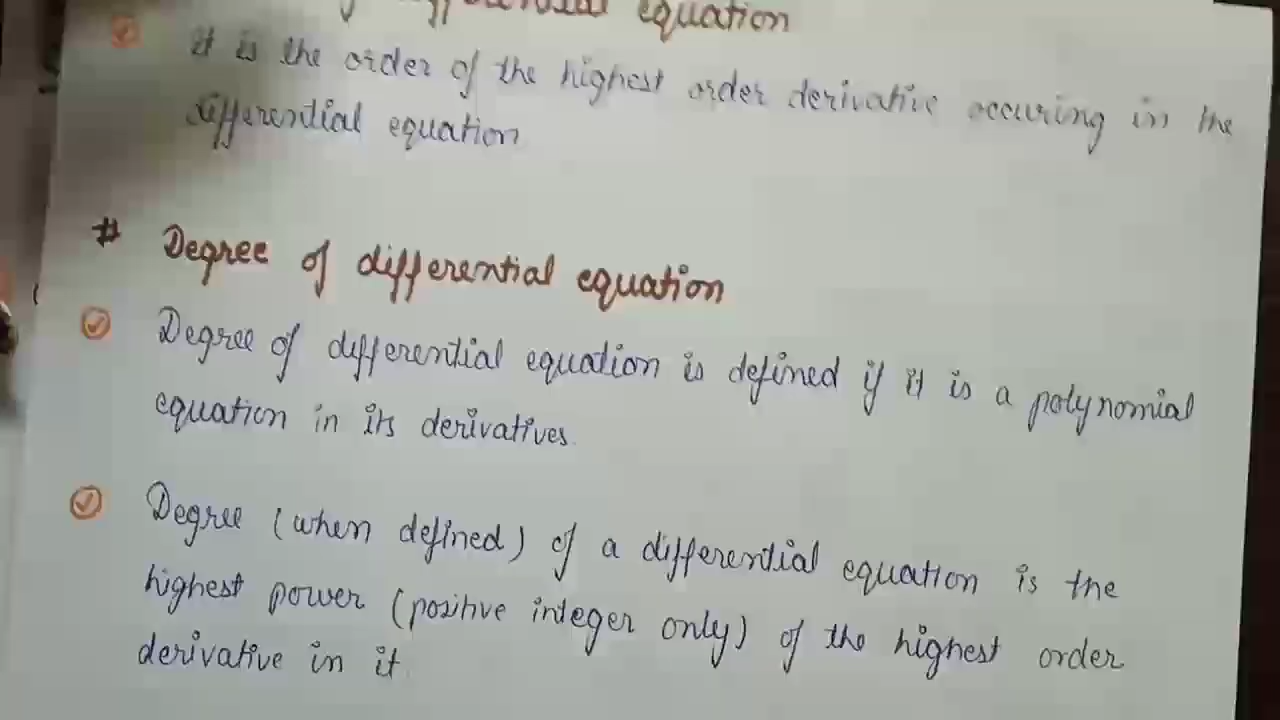 equation
it is the order of the highest order derivative occuring in the
differential equation
# Degree of differential equation
Degree of differential equation is defined if it is a polynomial
equation in its derivatives.
Degree (when defined) of a differential equation is the
highest power (positive integer only) of the highest order
derivative in it.